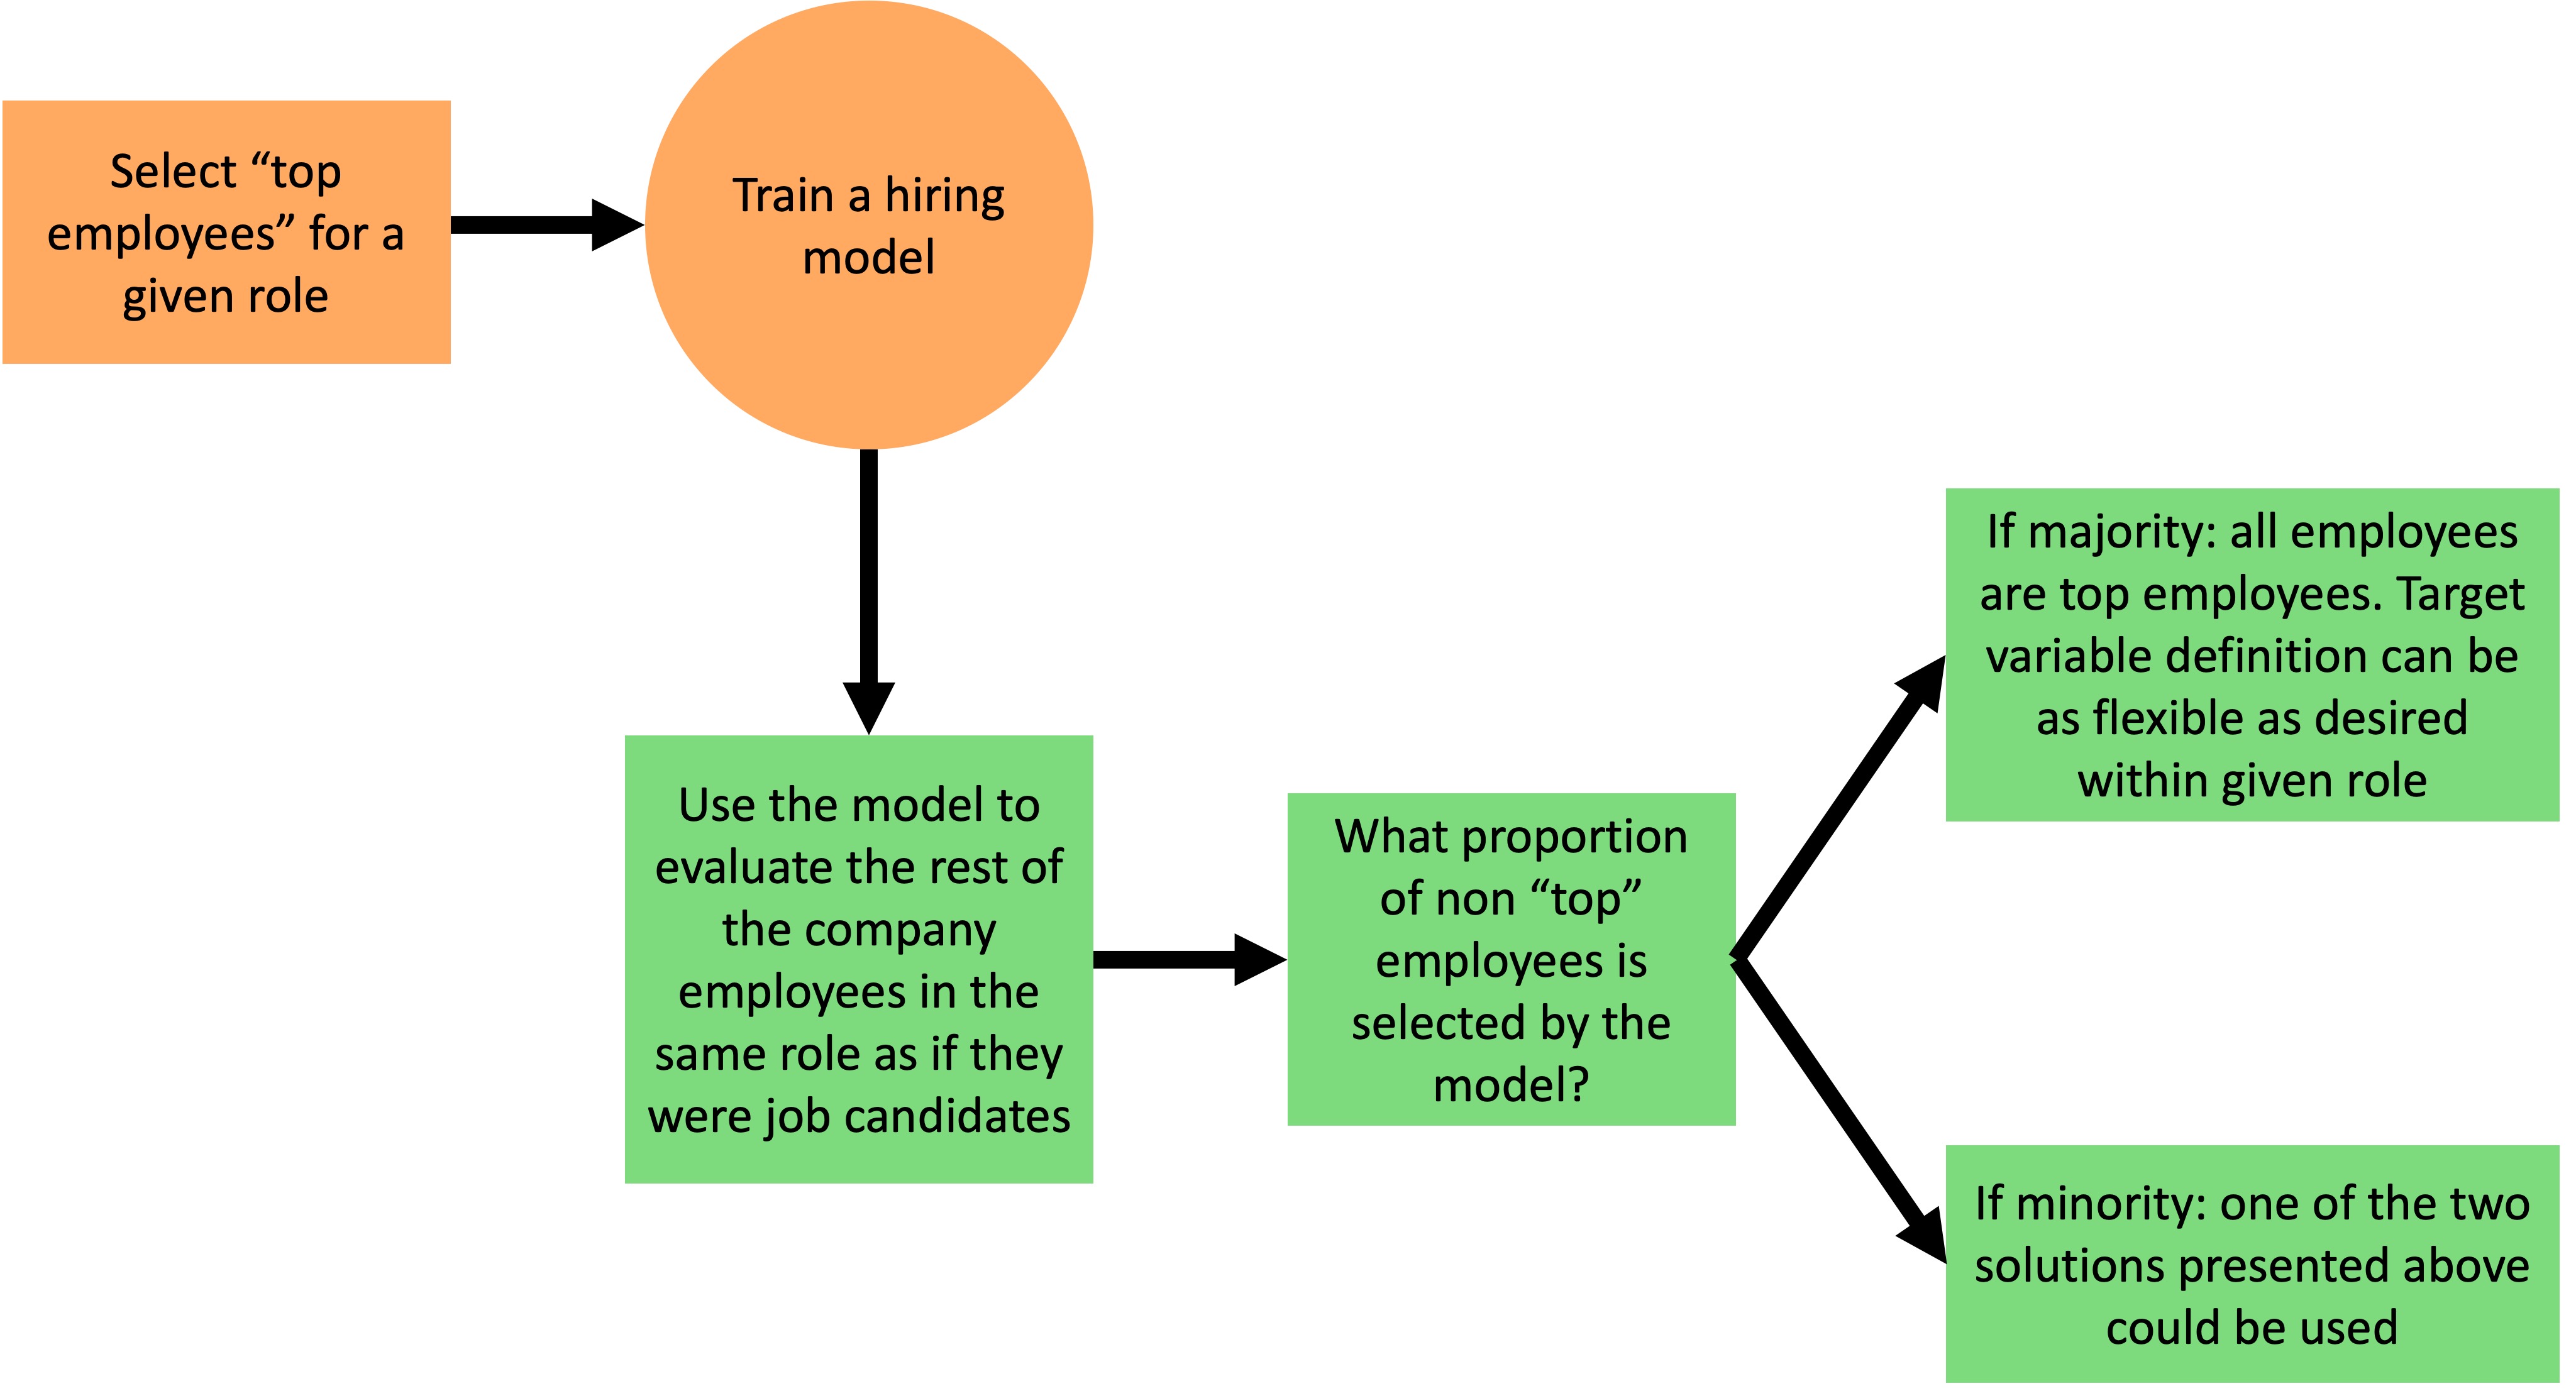 Select “top
employees” for a
given role
Train a hiring
model
Use the model to
evaluate the rest of
the company
employees in the
same role as if they
were job candidates
What proportion
of non “top”
employees is
selected by the
model?
If majority: all employees
are top employees. Target
variable definition can be
as flexible as desired
within given role
If minority: one of the two
solutions presented above
could be used